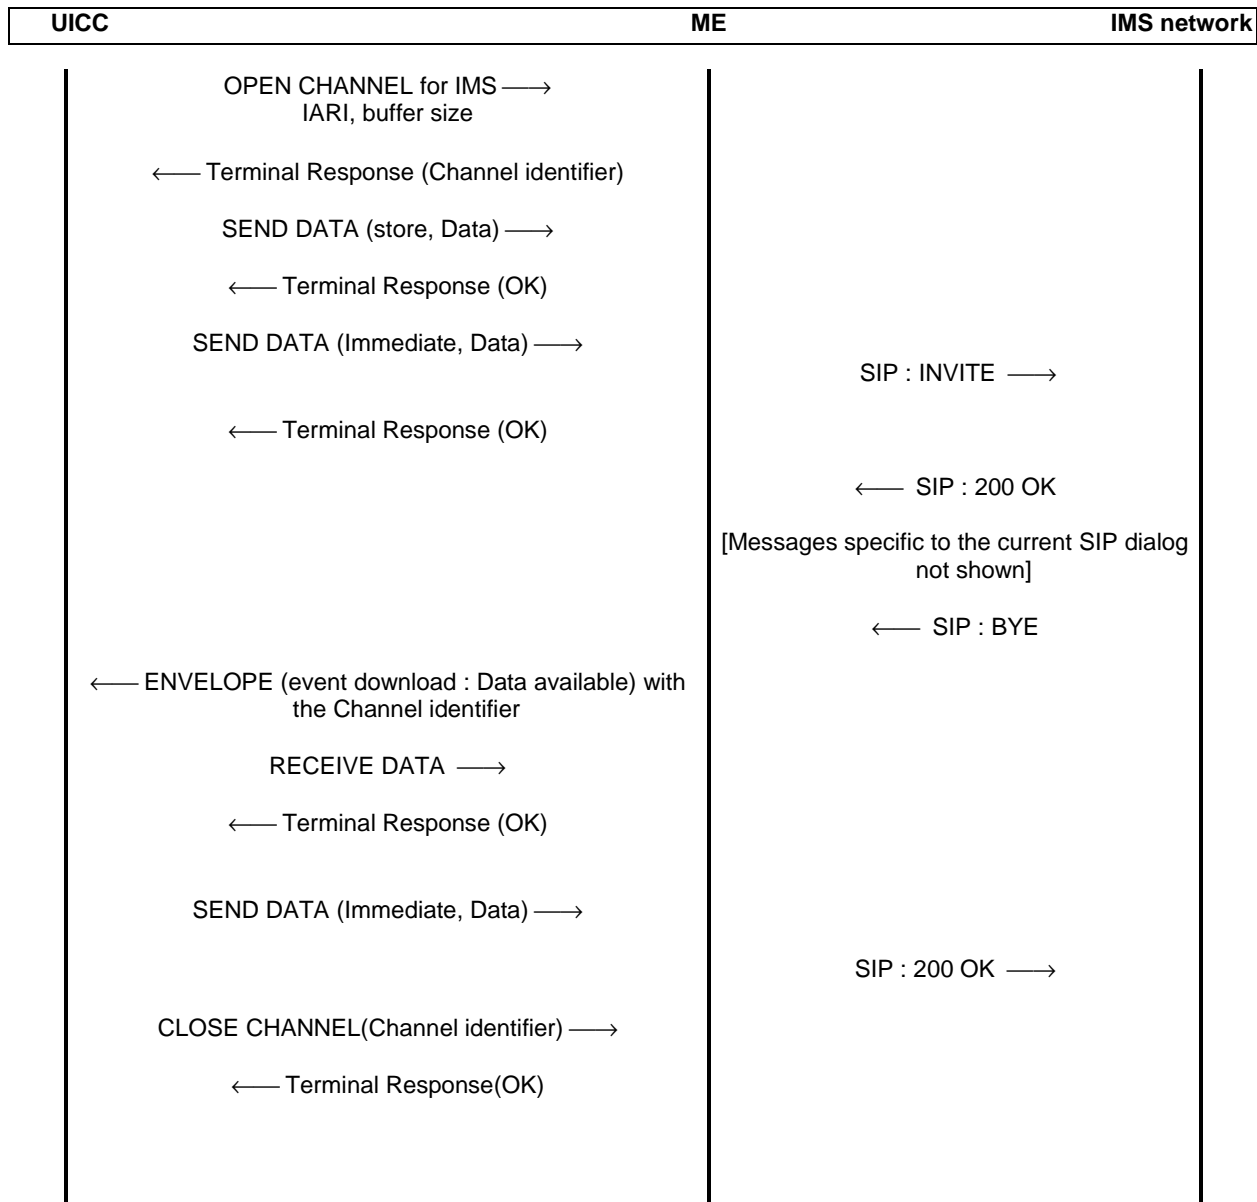 UICC ME IMS network
OPEN CHANNEL for IMS ⟶
IARI, buffer size
⟵ Terminal Response (Channel identifier)
SEND DATA (store, Data) ⟶
⟵ Terminal Response (OK)
SEND DATA (Immediate, Data) ⟶
SIP : INVITE ⟶
⟵ Terminal Response (OK)
⟵ SIP : 200 OK
[Messages specific to the current SIP dialog
not shown]
⟵ SIP : BYE
⟵ ENVELOPE (event download : Data available) with
the Channel identifier
RECEIVE DATA ⟶
⟵ Terminal Response (OK)
SEND DATA (Immediate, Data) ⟶
SIP : 200 OK ⟶
CLOSE CHANNEL(Channel identifier) ⟶
⟵ Terminal Response(OK)